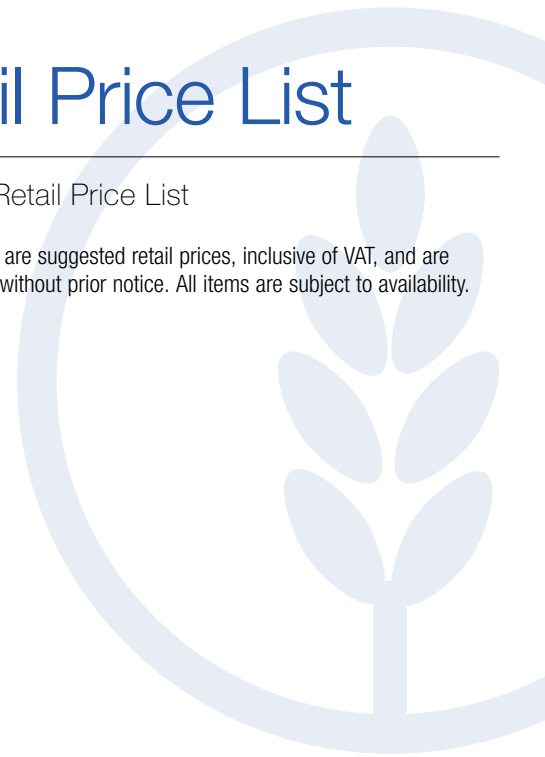 il Price List
Retail Price List
are suggested retail prices, inclusive of VAT, and are
without prior notice. All items are subject to availability.